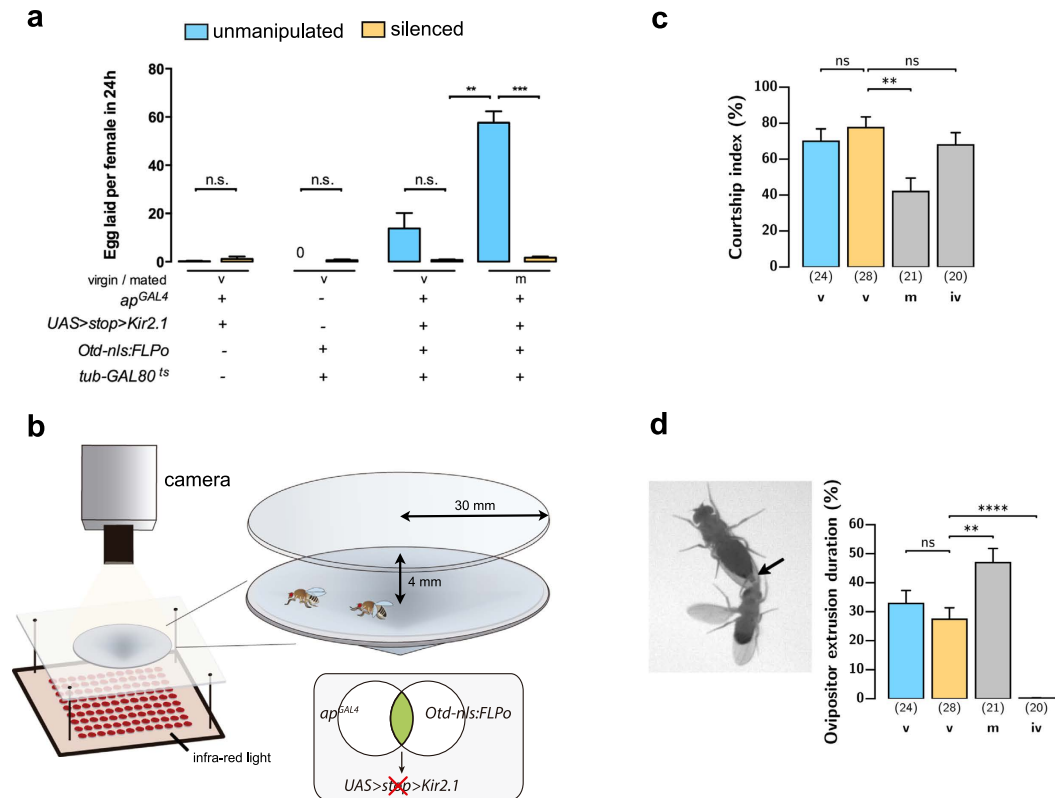 a
unmanipulated silenced
Egg laid per female in 24h
80
60
40
20
0
n.s. n.s. n.s. ** ***
0
virgin / mated v v v m
ap^GAL4 + - + +
UAS>stop>Kir2.1 + - + +
Otd-nls:FLPo - + + +
tub-GAL80^ts - + + +
b
camera
30 mm
4 mm
infra-red light
ap^GAL4 Otd-nls:FLPo
UAS>stop>Kir2.1
c
Courtship index (%)
100
80
60
40
20
0
ns ns
**
(24) (28) (21) (20)
v v m iv
d
Ovipositor extrusion duration (%)
60
50
40
30
20
10
0
****
ns **
(24) (28) (21) (20)
v v m iv